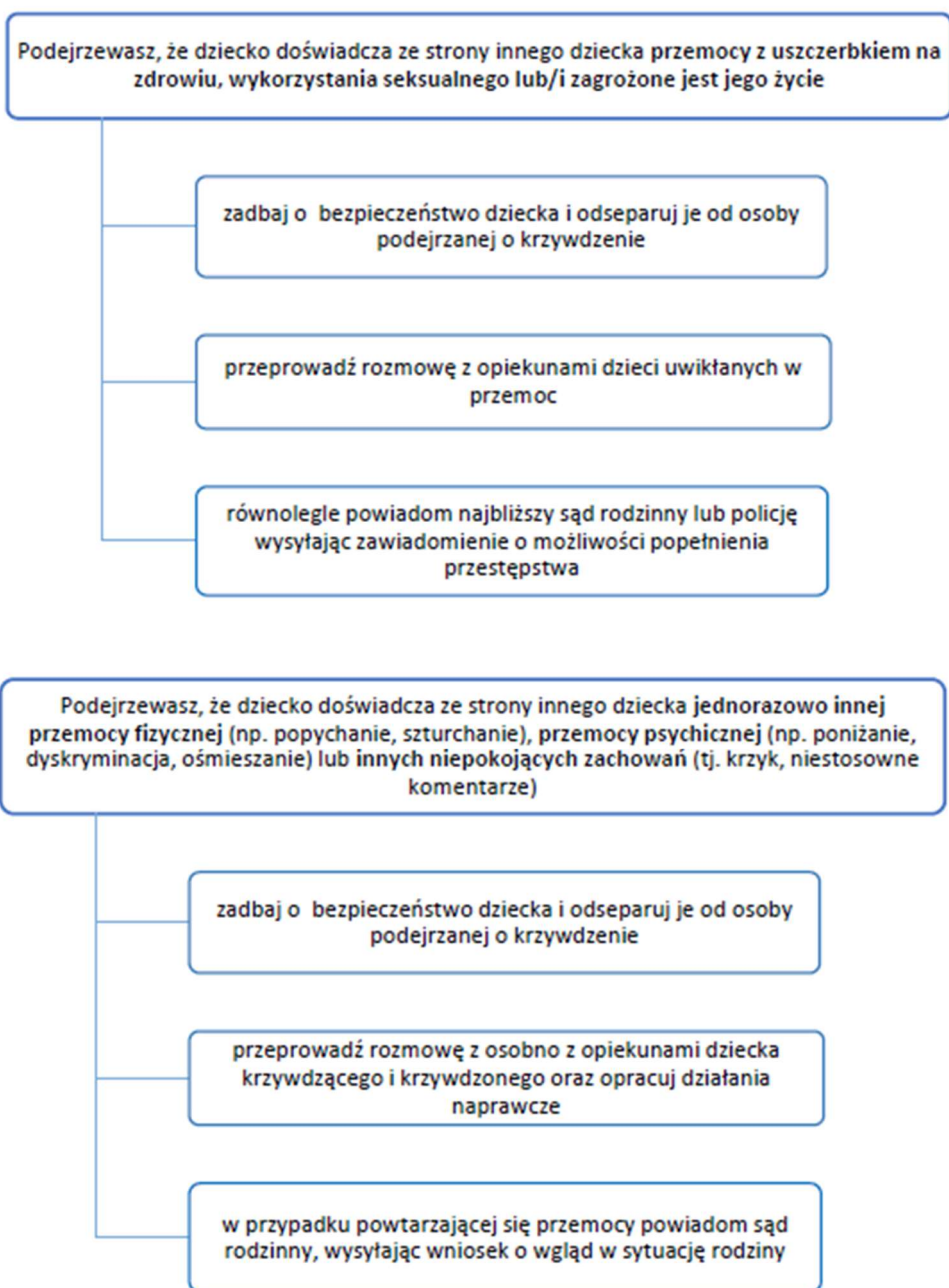 Podejrzewasz, że dziecko doświadcza ze strony innego dziecka przemocy z uszczerbkiem na
zdrowiu, wykorzystania seksualnego lub/i zagrożone jest jego życie
zadbaj o bezpieczeństwo dziecka i odseparuj je od osoby
podejrzanej o krzywdzenie
przeprowadź rozmowę z opiekunami dzieci uwikłanych w
przemoc
równolegle powiadom najbliższy sąd rodzinny lub policję
wysyłając zawiadomienie o możliwości popełnienia
przestępstwa
Podejrzewasz, że dziecko doświadcza ze strony innego dziecka jednorazowo innej
przemocy fizycznej (np. popychanie, szturchanie), przemocy psychicznej (np. poniżanie,
dyskryminacja, ośmieszanie) lub innych niepokojących zachowań (tj. krzyk, niestosowne
komentarze)
zadbaj o bezpieczeństwo dziecka i odseparuj je od osoby
podejrzanej o krzywdzenie
przeprowadź rozmowę z osobno z opiekunami dziecka
krzywdzącego i krzywdzonego oraz opracuj działania
naprawcze
w przypadku powtarzającej się przemocy powiadom sąd
rodzinny, wysyłając wniosek o wgląd w sytuację rodziny